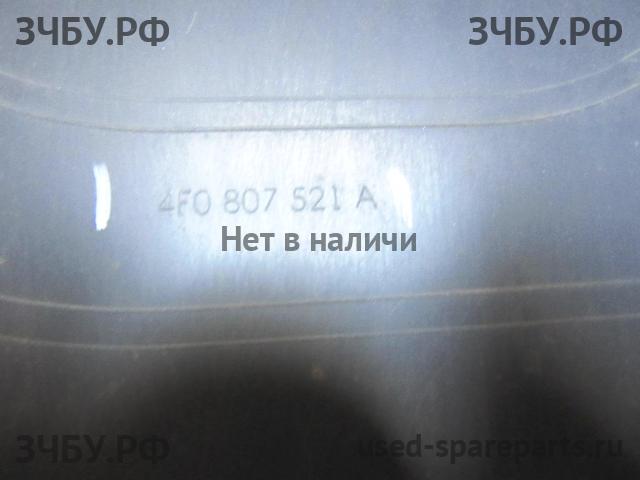 ЗЧБУ.РФ ЗЧБУ.РФ
4F0 807 521 A
Нет в наличи
ЗЧБУ.РФ used-spareparts.ru